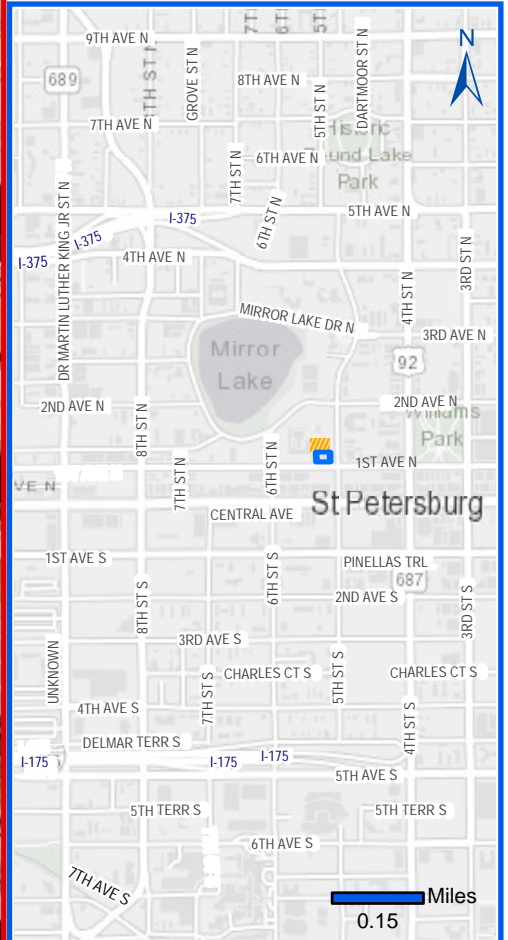 9TH AVE N
N
689
8TH AVE N
GROVE ST N
DARTMOOR ST N
5TH ST N
7TH AVE N
Historic
Park
6TH AVE N
7TH ST N
6TH ST N
5TH AVE N
I-375
I-375
I-375
4TH AVE N
DR MARTIN LUTHER KING JR ST N
4TH ST N
3RD ST N
MIRROR LAKE DR N
3RD AVE N
Mirror
Lake
92
2ND AVE N
2ND AVE N
Williams
Park
8TH ST N
7TH ST N
6TH ST N
1ST AVE N
VE N
CENTRAL AVE
St Petersburg
1ST AVE S
PINELLAS TRL
687
2ND AVE S
8TH ST S
6TH ST S
3RD ST S
3RD AVE S
UNKNOWN
CHARLES CT S
CHARLES CT S
7TH ST S
5TH ST S
4TH AVE S
4TH ST S
DELMAR TERR S
I-175
I-175
I-175
5TH AVE S
5TH TERR S
5TH TERR S
6TH AVE S
7TH AVE S
Miles
0.15